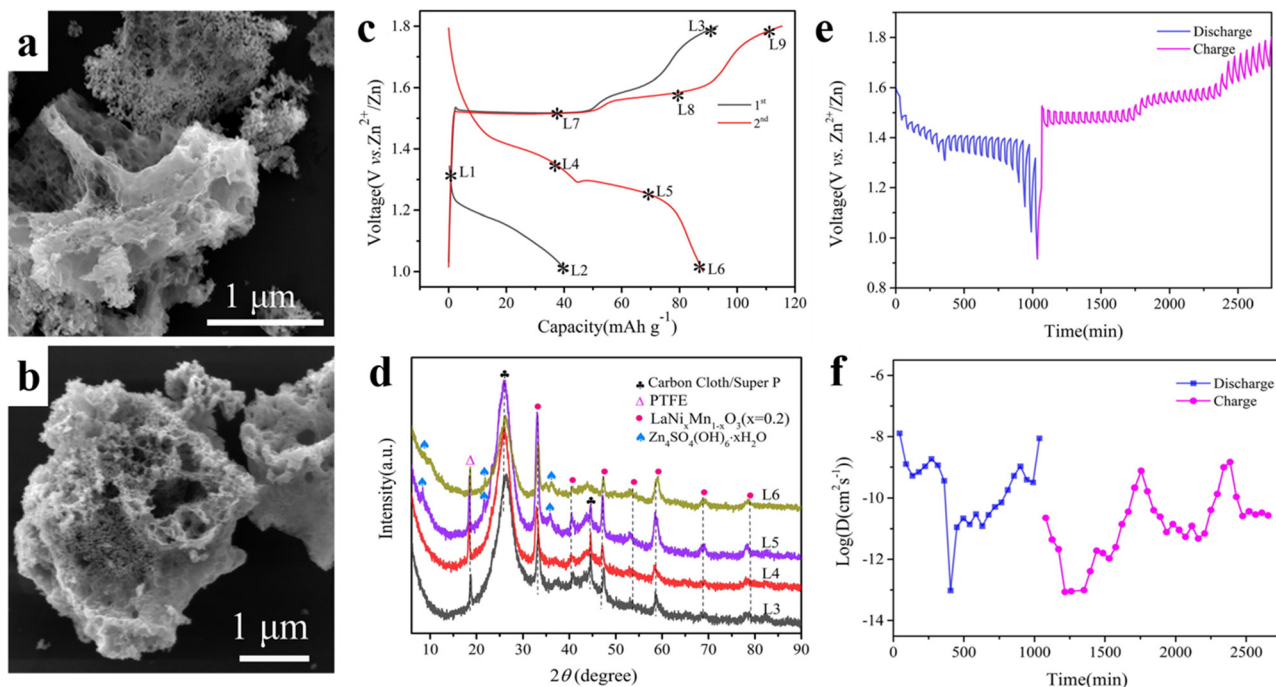 a
1 μm
b
1 μm
c
1.8
1.6
1.4
1.2
1.0
Voltage(V vs.Zn²⁺/Zn)
0 20 40 60 80 100 120
Capacity(mAh g⁻¹)
L3
L9
L7
L8
L1
L4
L5
L2
L6
1ˢᵗ
2ⁿᵈ
d
Carbon Cloth/Super P
PTFE
LaNiₓMn₁₋ₓO₃(x=0.2)
Zn₄SO₄(OH)₆·xH₂O
L6
L5
L4
L3
Intensity(a.u.)
10 20 30 40 50 60 70 80 90
2θ (degree)
e
Discharge
Charge
1.8
1.6
1.4
1.2
1.0
0.8
Voltage(V vs. Zn²⁺/Zn)
0 500 1000 1500 2000 2500
Time(min)
f
Discharge
Charge
-6
-8
-10
-12
-14
Log(D(cm² s⁻¹))
0 500 1000 1500 2000 2500
Time(min)